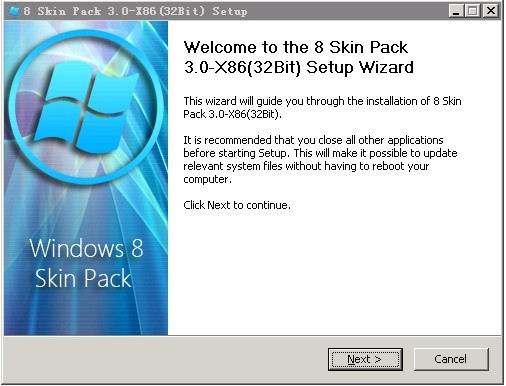 8 Skin Pack 3.0-X86(32Bit) Setup
Welcome to the 8 Skin Pack
3.0-X86(32Bit) Setup Wizard
This wizard will guide you through the installation of 8 Skin
Pack 3.0-X86(32Bit).
It is recommended that you close all other applications
before starting Setup. This will make it possible to update
relevant system files without having to reboot your
computer.
Click Next to continue.
Windows 8
Skin Pack
Next >
Cancel